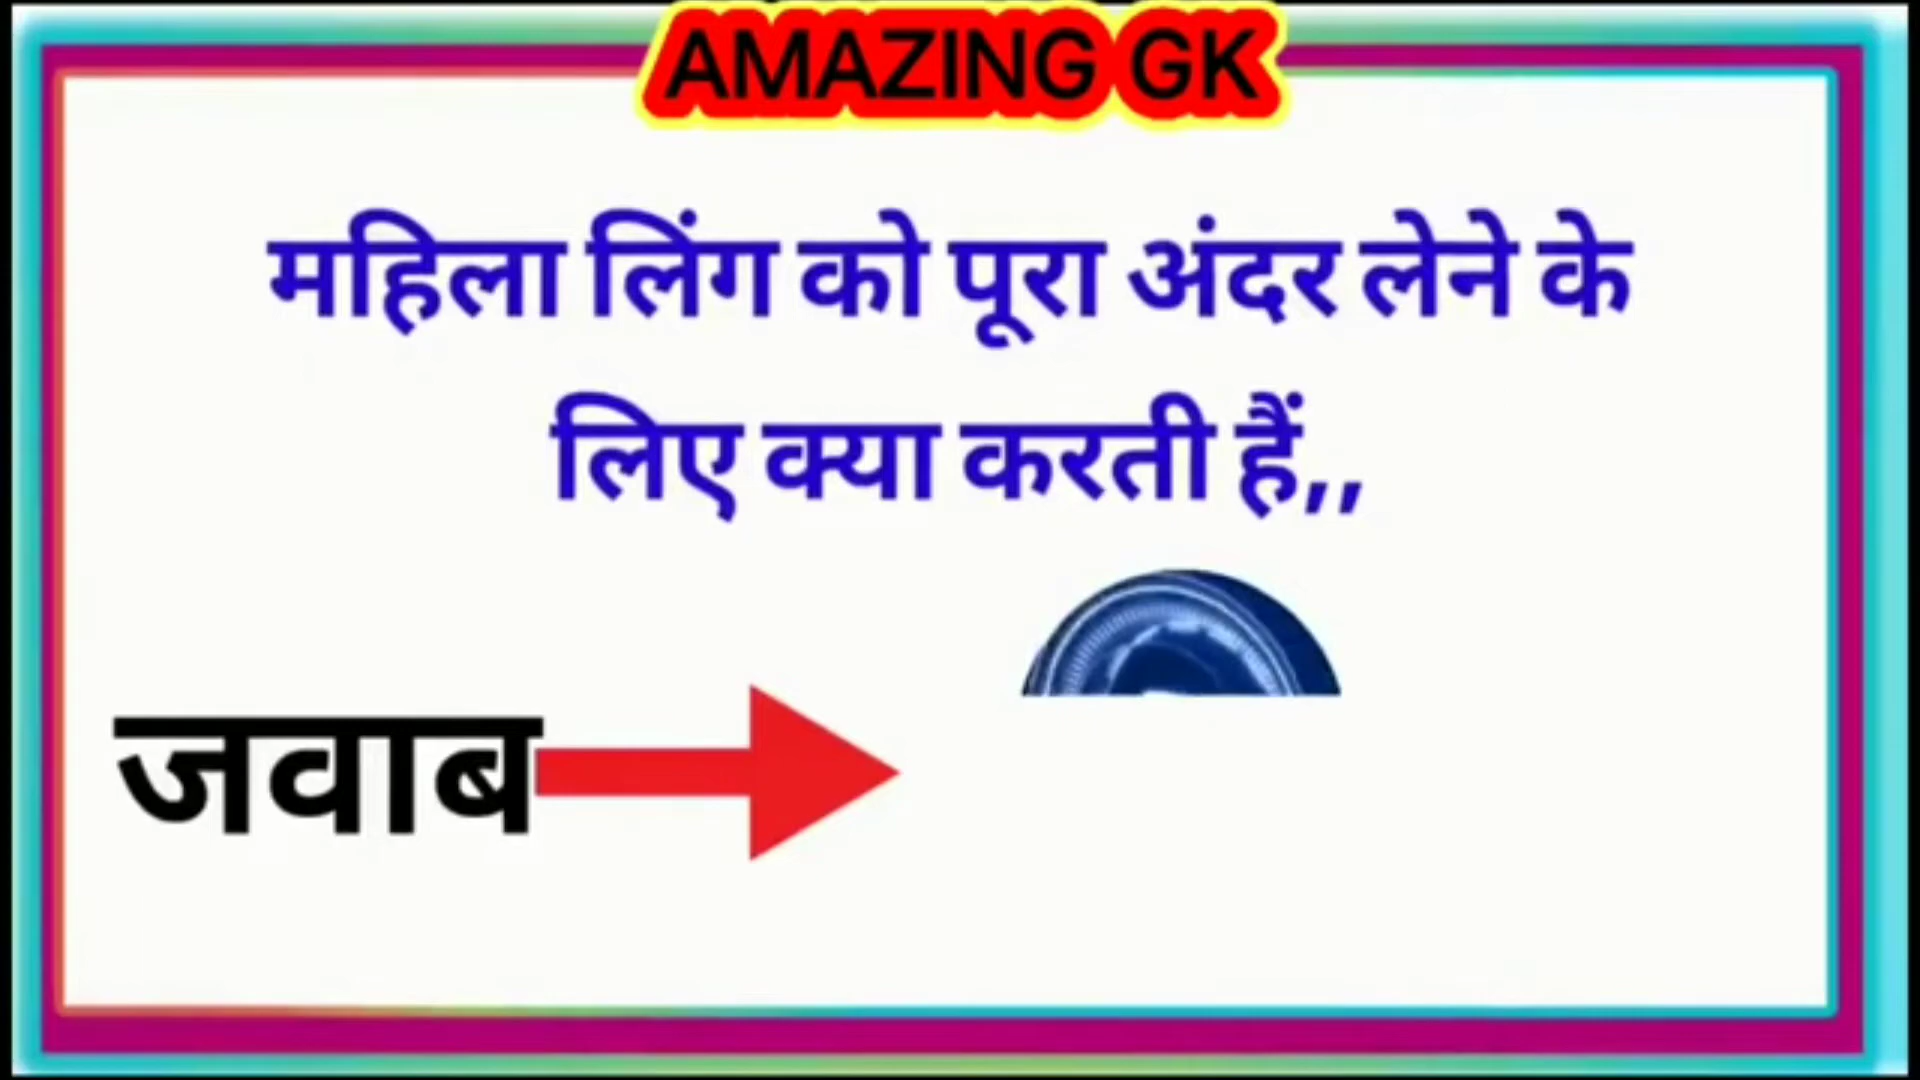 AMAZING GK
महिला लिंग को पूरा अंदर लेने के
लिए क्या करती हैं,,
जवाब